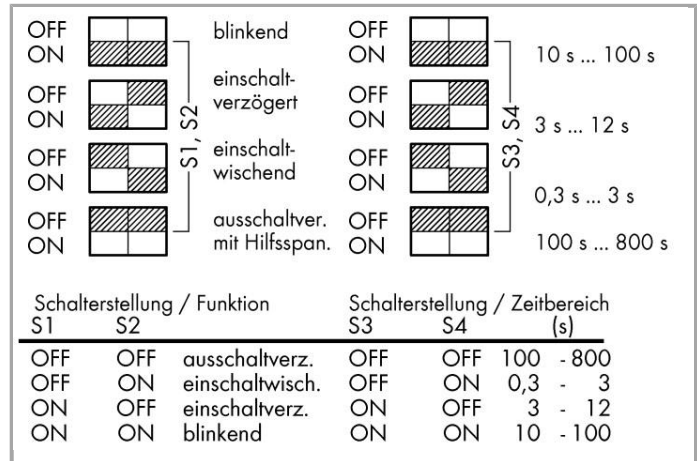 OFF blinkend OFF
ON ON 10 s ... 100 s
OFF einschalt- OFF
ON verzögert ON 3 s ... 12 s
S1, S2
S3, S4
OFF einschalt- OFF
ON wischend ON 0,3 s ... 3 s
OFF ausschaltver. OFF
ON mit Hilfsspan. ON 100 s ... 800 s
Schalterstellung / Funktion Schalterstellung / Zeitbereich
S1 S2 S3 S4 (s)
OFF OFF ausschaltverz. OFF OFF 100 - 800
OFF ON einschaltwisch. OFF ON 0,3 - 3
ON OFF einschaltverz. ON OFF 3 - 12
ON ON blinkend ON ON 10 - 100